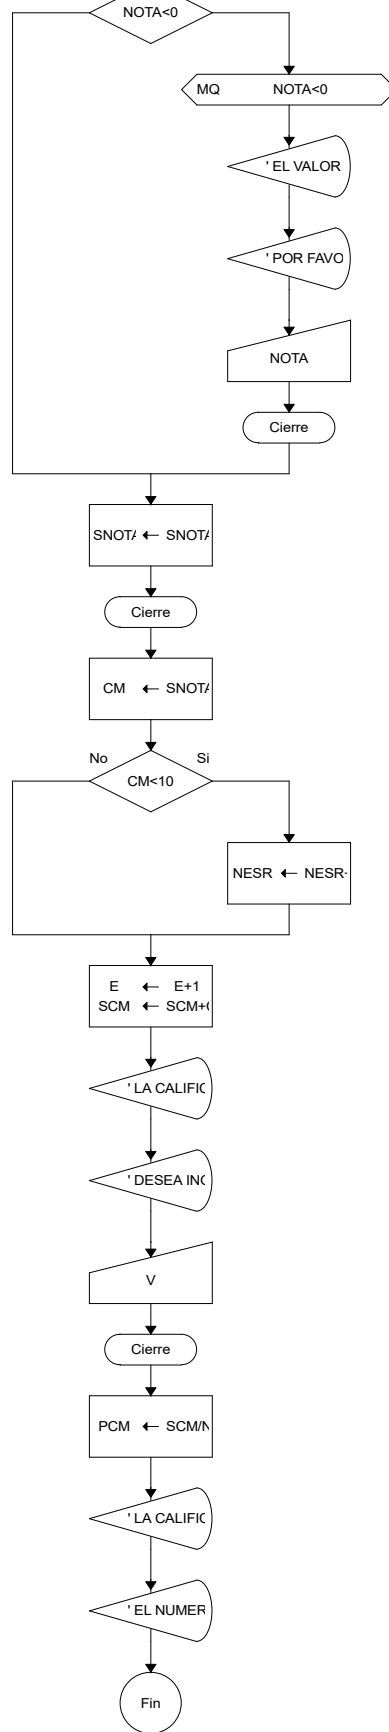 NOTA<0
MQ NOTA<0
' EL VALOR
' POR FAVO
NOTA
Cierre
SNOTA ← SNOTA
Cierre
CM ← SNOTA
No Si
CM<10
NESR ← NESR
E ← E+1
SCM ← SCM+
' LA CALIFIC
' DESEA IN
V
Cierre
PCM ← SCM/N
' LA CALIFIC
' EL NUMER
Fin